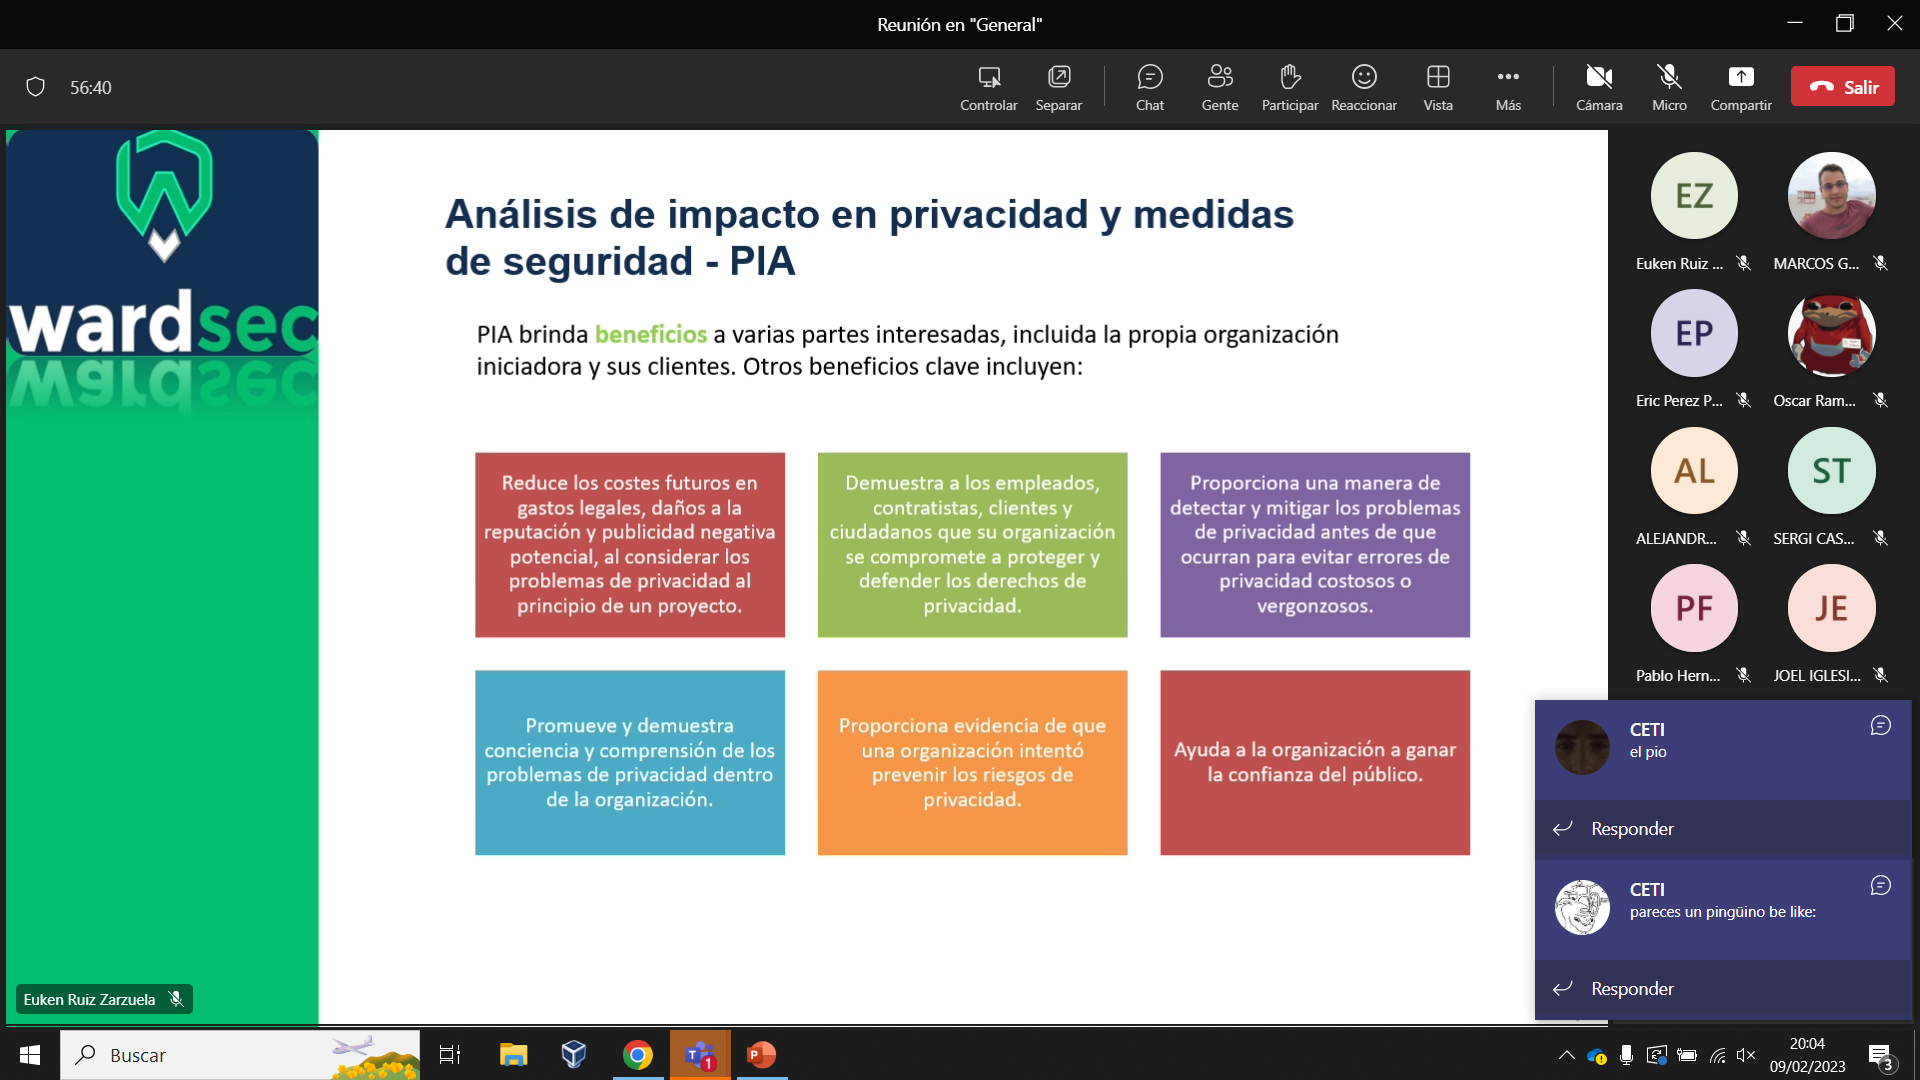 Reunión en "General"
56:40
Controlar
Separar
Chat
Gente
Participar
Reaccionar
Vista
Más
Cámara
Micro
Compartir
Salir
wardsec
Análisis de impacto en privacidad y medidas
de seguridad - PIA
PIA brinda beneficios a varias partes interesadas, incluida la propia organización
iniciadora y sus clientes. Otros beneficios clave incluyen:
Reduce los costes futuros en
gastos legales, daños a la
reputación y publicidad negativa
potencial, al considerar los
problemas de privacidad al
principio de un proyecto.
Demuestra a los empleados,
contratistas, clientes y
ciudadanos que su organización
se compromete a proteger y
defender los derechos de
privacidad.
Proporciona una manera de
detectar y mitigar los problemas
de privacidad antes de que
ocurran para evitar errores de
privacidad costosos o
vergonzosos.
Promueve y demuestra
conciencia y comprensión de los
problemas de privacidad dentro
de la organización.
Proporciona evidencia de que
una organización intentó
prevenir los riesgos de
privacidad.
Ayuda a la organización a ganar
la confianza del público.
Euken Ruiz Zarzuela
EZ
Euken Ruiz ...
MARCOS G...
EP
Eric Perez P...
Oscar Ram...
AL
ALEJANDR...
ST
SERGI CAS...
PF
Pablo Hern...
JE
JOEL IGLESI...
CETI
el pio
Responder
CETI
pareces un pingüino be like:
Responder
Buscar
1
20:04
09/02/2023
3